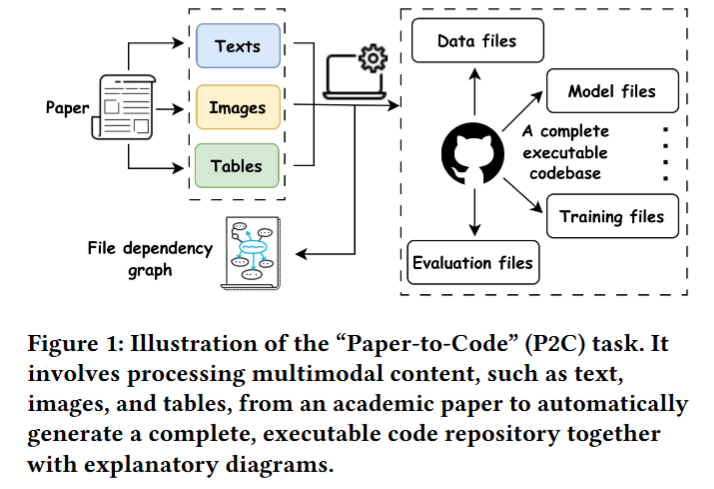 Texts
Data files
Paper
Images
Model files
A complete
executable
codebase
Tables
Training files
File dependency
graph
Evaluation files
Figure 1: Illustration of the “Paper-to-Code” (P2C) task. It
involves processing multimodal content, such as text,
images, and tables, from an academic paper to automatically
generate a complete, executable code repository together
with explanatory diagrams.